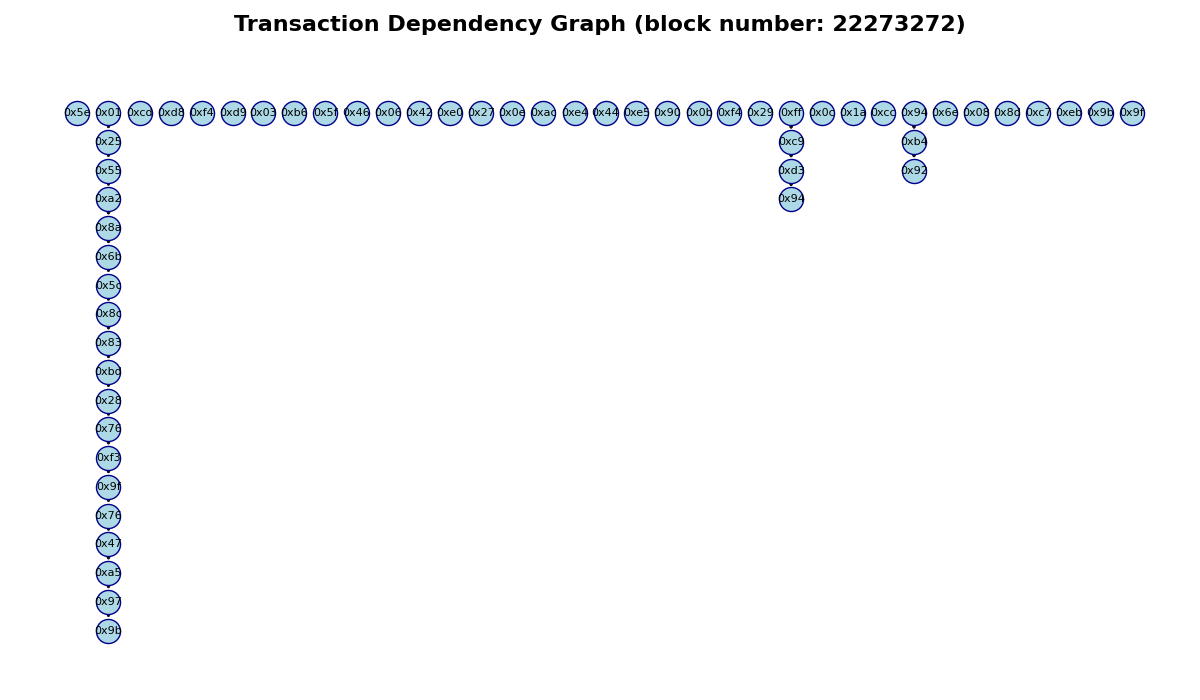 Transaction Dependency Graph (block number: 22273272)
0x5e 0x01 0xcd 0xd8 0xf4 0xd9 0x03 0xb6 0x5f 0x46 0x06 0x42 0xe0 0x27 0x0e 0xac 0xe4 0x44 0xe5 0x90 0x0b 0xf4 0x29 0xff 0x0c 0x1a 0xcc 0x94 0x6e 0x08 0x8d 0xc7 0xeb 0x9b 0x9f
0x25 0xc9 0xb4
0x55 0xd3 0x92
0xa2 0x94
0x8a
0x6b
0x5c
0x8c
0x83
0xbd
0x28
0x76
0xf3
0x9f
0x76
0x47
0xa5
0x97
0x9b